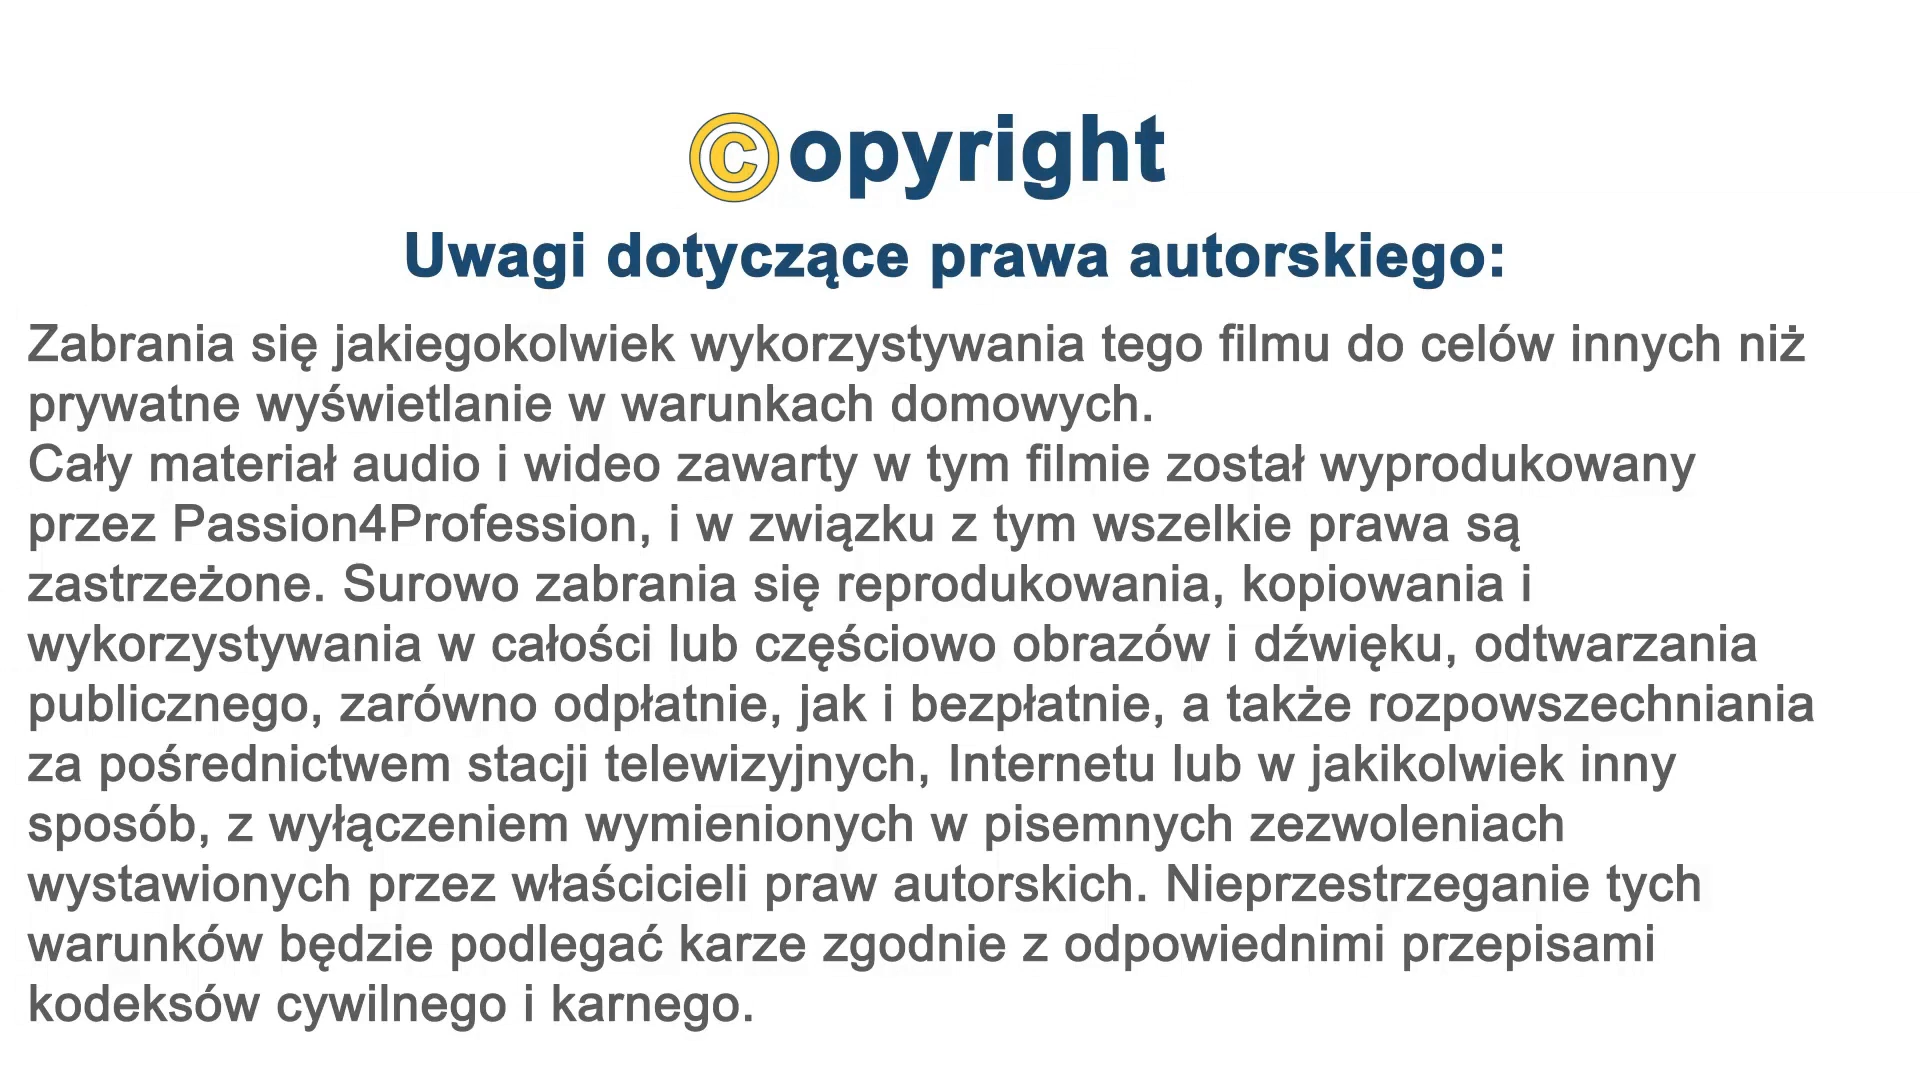 ©opyright
Uwagi dotyczące prawa autorskiego:
Zabrania się jakiegokolwiek wykorzystywania tego filmu do celów innych niż
prywatne wyświetlanie w warunkach domowych.
Cały materiał audio i wideo zawarty w tym filmie został wyprodukowany
przez Passion4Profession, i w związku z tym wszelkie prawa są
zastrzeżone. Surowo zabrania się reprodukowania, kopiowania i
wykorzystywania w całości lub częściowo obrazów i dźwięku, odtwarzania
publicznego, zarówno odpłatnie, jak i bezpłatnie, a także rozpowszechniania
za pośrednictwem stacji telewizyjnych, Internetu lub w jakikolwiek inny
sposób, z wyłączeniem wymienionych w pisemnych zezwoleniach
wystawionych przez właścicieli praw autorskich. Nieprzestrzeganie tych
warunków będzie podlegać karze zgodnie z odpowiednimi przepisami
kodeksów cywilnego i karnego.